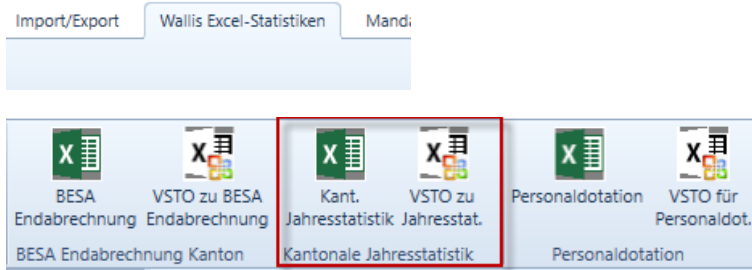 Import/Export Wallis Excel-Statistiken
BESA VSTO zu BESA Kant. VSTO zu Personaldotation VSTO für
Endabrechnung Endabrechnung Jahresstatistik Jahresstat. Personaldot.
BESA Endabrechnung Kanton Kantonale Jahresstatistik Personaldotation